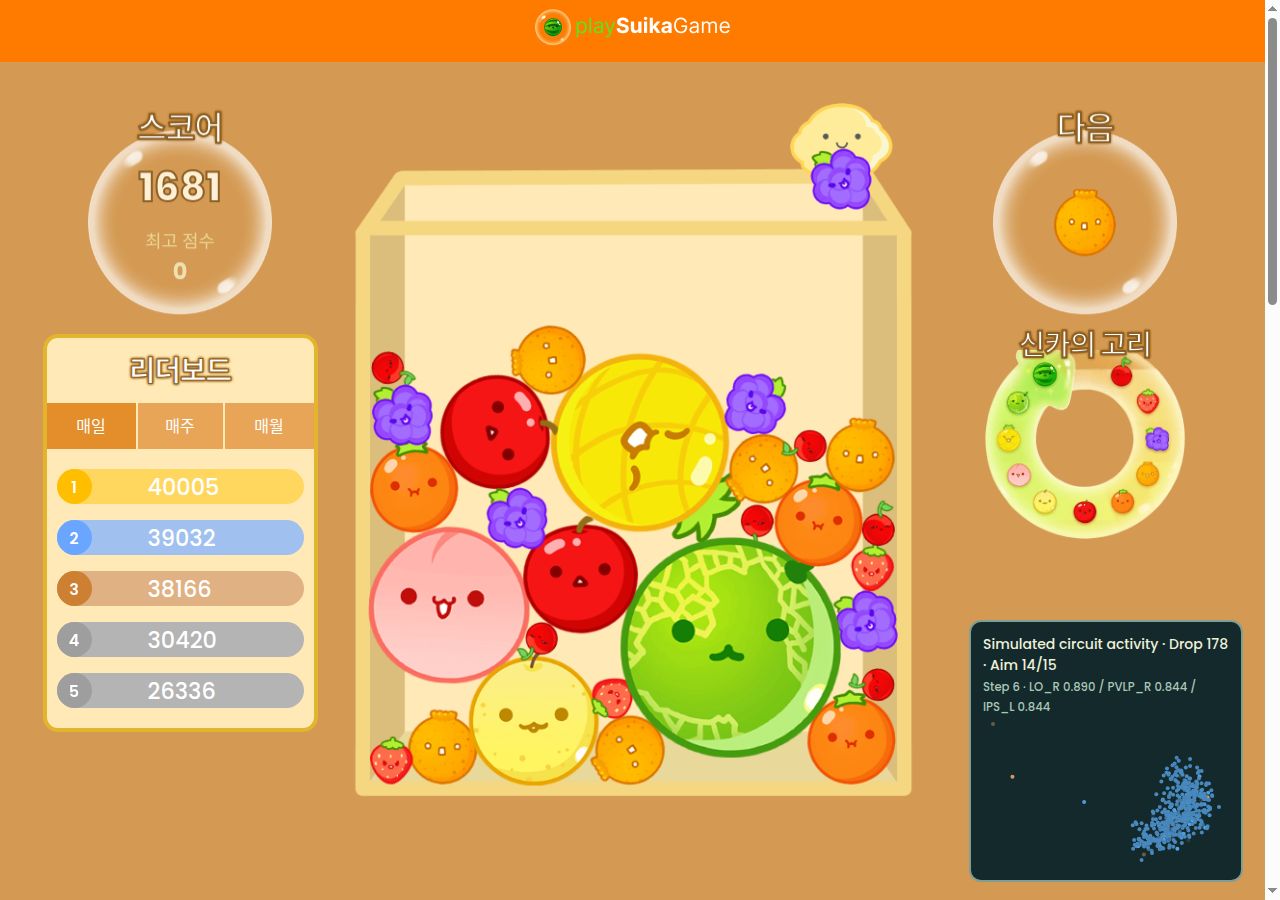 playSuikaGame
스코어
1681
최고 점수
0
리더보드
매일 매주 매월
1 40005
2 39032
3 38166
4 30420
5 26336
다음
신카의 고리
Simulated circuit activity · Drop 178
· Aim 14/15
Step 6 · LO_R 0.890 / PVLP_R 0.844 /
IPS_L 0.844